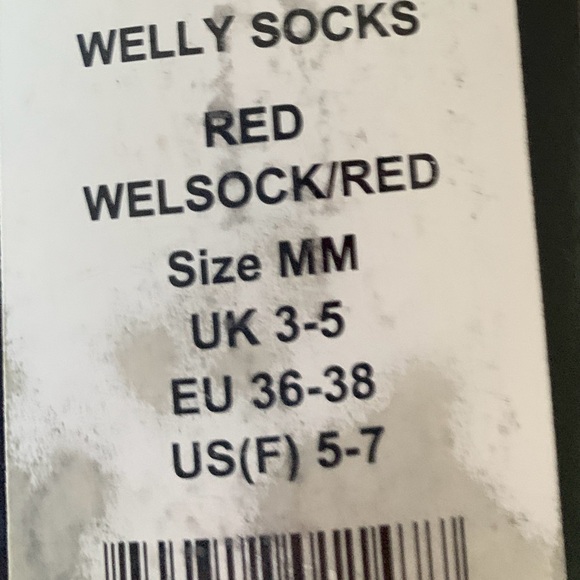 WELLY SOCKS
RED
WELSOCK/RED
Size MM
UK 3-5
EU 36-38
US(F) 5-7